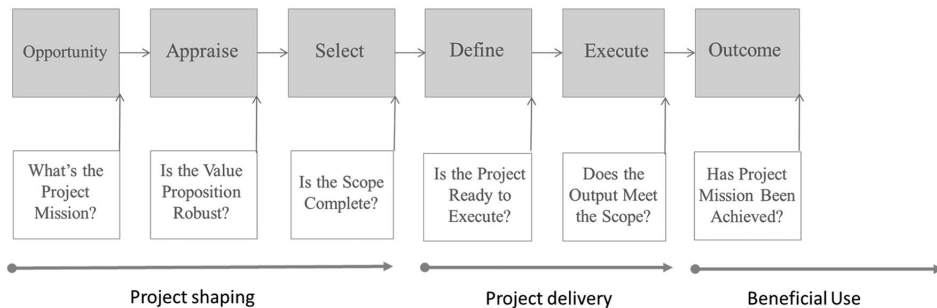 Opportunity
Appraise
Select
Define
Execute
Outcome
What's the
Project
Mission?
Is the Value
Proposition
Robust?
Is the Scope
Complete?
Is the Project
Ready to
Execute?
Does the
Output Meet
the Scope?
Has Project
Mission Been
Achieved?
Project shaping
Project delivery
Beneficial Use